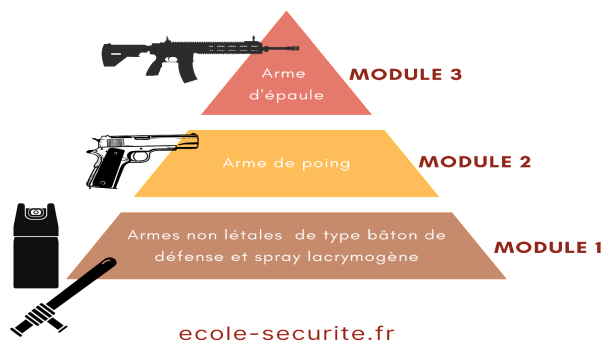 Arme
d'épaule
MODULE 3
Arme de poing
MODULE 2
Armes non létales de type bâton de
défense et spray lacrymogène
MODULE 1
ecole-securite.fr